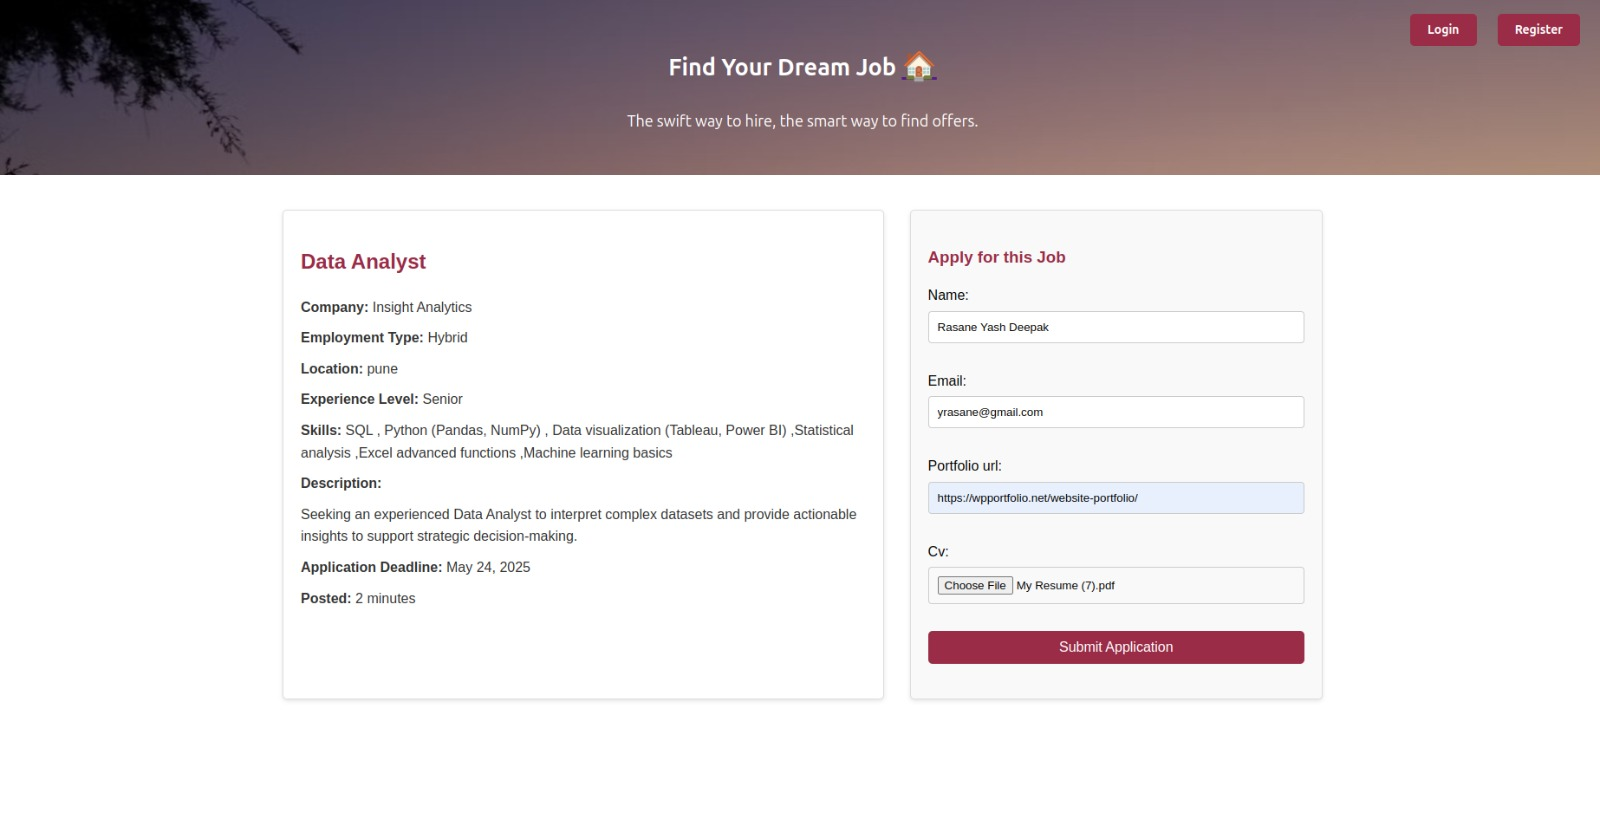 Login
Register
Find Your Dream Job 🏠
The swift way to hire, the smart way to find offers.
Data Analyst
Company: Insight Analytics
Employment Type: Hybrid
Location: pune
Experience Level: Senior
Skills: SQL , Python (Pandas, NumPy) , Data visualization (Tableau, Power BI) ,Statistical
analysis ,Excel advanced functions ,Machine learning basics
Description:
Seeking an experienced Data Analyst to interpret complex datasets and provide actionable
insights to support strategic decision-making.
Application Deadline: May 24, 2025
Posted: 2 minutes
Apply for this Job
Name:
Rasane Yash Deepak
Email:
yrasane@gmail.com
Portfolio url:
https://wpportfolio.net/website-portfolio/
Cv:
Choose File My Resume (7).pdf
Submit Application